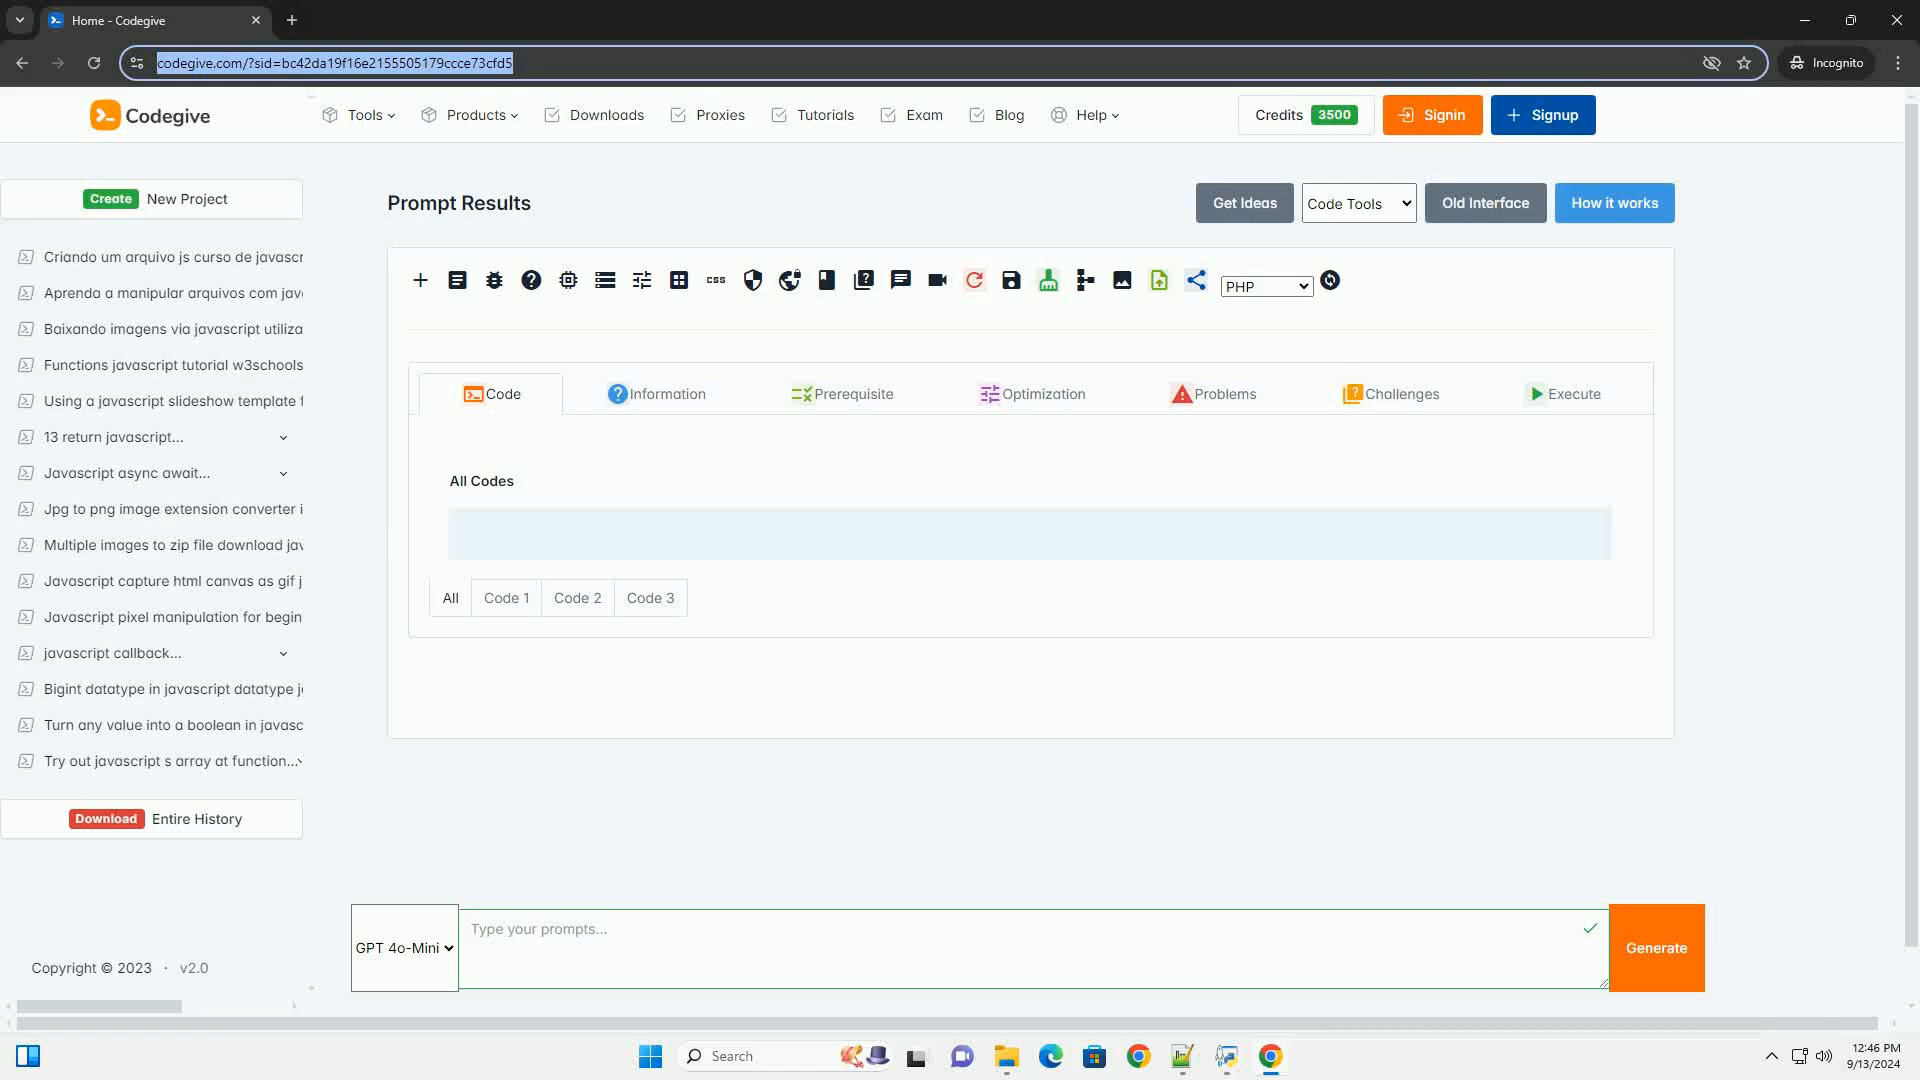 Home - Codegive
codegive.com/?sid=bc42da19f16e2155505179ccce73cfd5
Incognito
Codegive
Tools
Products
Downloads
Proxies
Tutorials
Exam
Blog
Help
Credits 3500
Signin
Signup
Create New Project
Prompt Results
Get Ideas
Code Tools
Old Interface
How it works
Criando um arquivo js curso de javascr
Aprenda a manipular arquivos com jav
Baixando imagens via javascript utiliza
Functions javascript tutorial w3schools
Using a javascript slideshow template f
13 return javascript...
Javascript async await...
Jpg to png image extension converter i
Multiple images to zip file download jav
Javascript capture html canvas as gif j
Javascript pixel manipulation for begin
javascript callback...
Bigint datatype in javascript datatype j
Turn any value into a boolean in javasc
Try out javascript s array at function...
Download Entire History
Copyright © 2023 · v2.0
css
PHP
Code
Information
Prerequisite
Optimization
Problems
Challenges
Execute
All Codes
All
Code 1
Code 2
Code 3
GPT 4o-Mini
Type your prompts...
Generate
Search
12:46 PM
9/13/2024